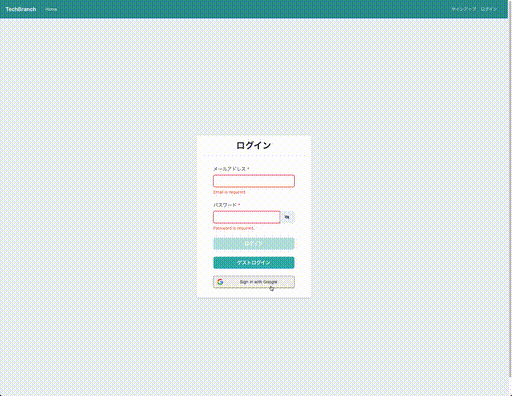 TechBranch Home サインアップ ログイン
ログイン
メールアドレス *
Email is required.
パスワード *
Password is required.
ログイン
ゲストログイン
Sign in with Google